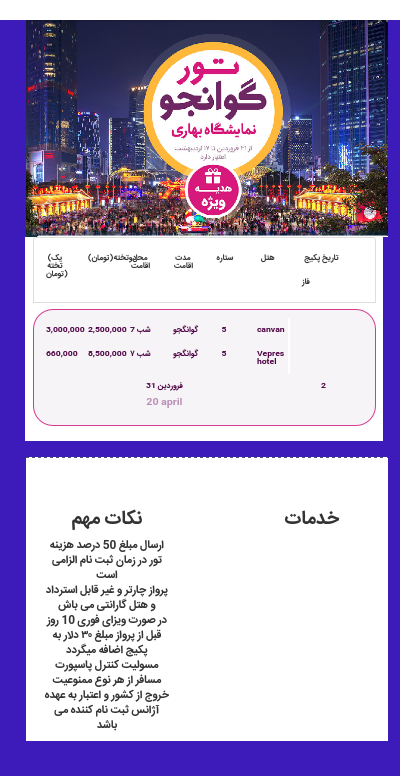 تور
گوانجو
نمایشگاه بهاری
از ۲۱ فروردین تا ۱۷ اردیبهشت
اعتبار دارد
هدیه
ویژه
تاریخ پکیج
فاز
هتل
ستاره
مدت اقامت
محل اقامت
دوتخته(تومان)
یک) تخته (تومان
canvan 5 گوانگجو 7 شب 2,500,000 3,000,000
Vepres hotel 5 گوانگجو ۷ شب 8,500,000 660,000
2
31 فروردین
20 april
خدمات
نکات مهم
ارسال مبلغ 50 درصد هزینه
تور در زمان ثبت نام الزامی
است
پرواز چارتر و غیر قابل استرداد
و هتل گارانتی می باش
در صورت ویزای فوری 10 روز
قبل از پرواز مبلغ ۳۰ دلار به
پکیج اضافه میگردد
مسولیت کنترل پاسپورت
مسافر از هر نوع ممنوعیت
خروج از کشور و اعتبار به عهده
آژانس ثبت نام کننده می
باشد